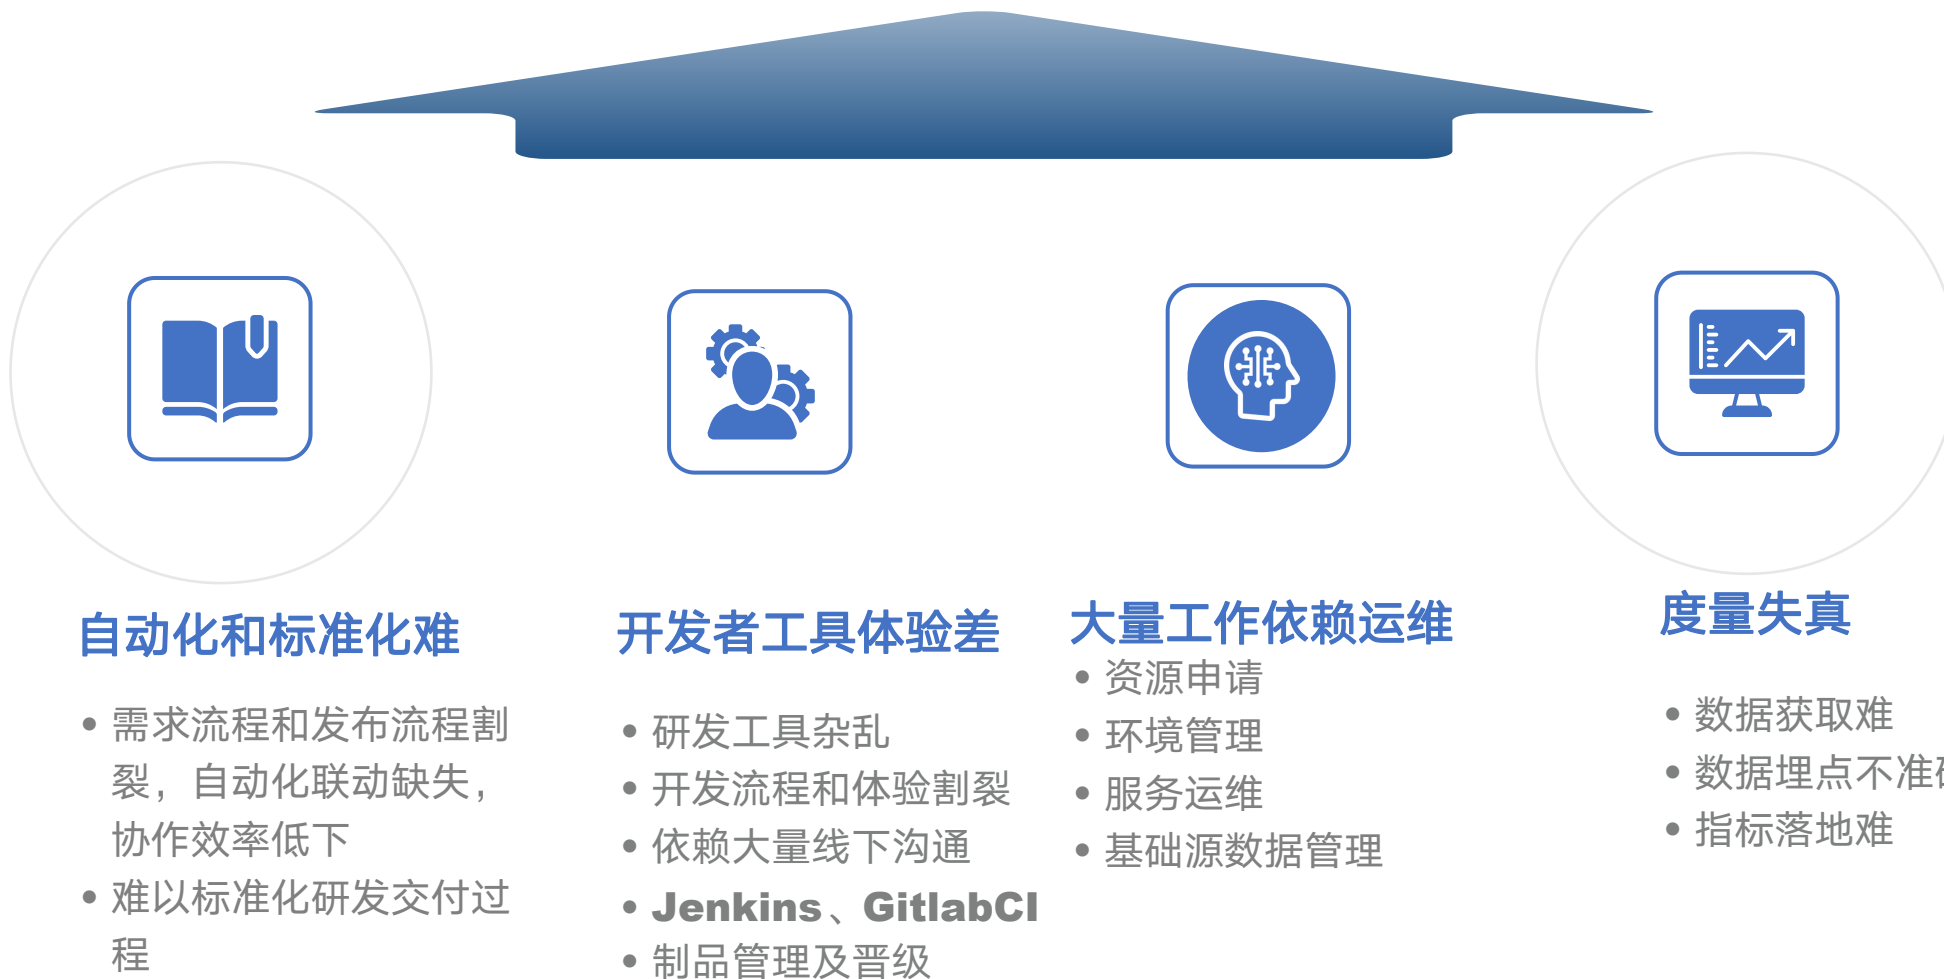 自动化和标准化难
• 需求流程和发布流程割
裂，自动化联动缺失，
协作效率低下
• 难以标准化研发交付过
程
开发者工具体验差
• 研发工具杂乱
• 开发流程和体验割裂
• 依赖大量线下沟通
• Jenkins、GitlabCI
• 制品管理及晋级
大量工作依赖运维
• 资源申请
• 环境管理
• 服务运维
• 基础源数据管理
度量失真
• 数据获取难
• 数据埋点不准
• 指标落地难